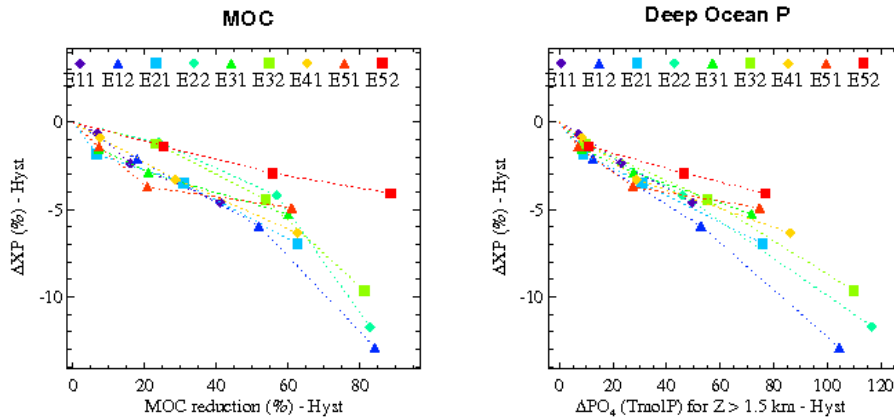 MOC
E11 E12 E21 E22 E31 E32 E41 E51 E52
0
-5
-10
ΔXP (%) - Hyst
0 20 40 60 80
MOC reduction (%) - Hyst
Deep Ocean P
E11 E12 E21 E22 E31 E32 E41 E51 E52
0
-5
-10
ΔXP (%) - Hyst
0 20 40 60 80 100 120
ΔPO₄ (TmolP) for Z > 1.5 km - Hyst